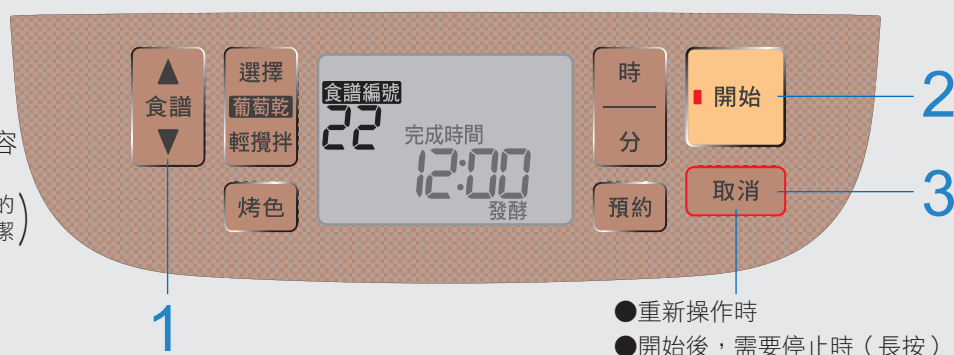 ▲
食譜
▼
選擇
葡萄乾
輕攪拌
烤色
食譜編號
22
完成時間
12:00
發酵
時
分
預約
開始
取消
1
2
3
容
的
潔)
●重新操作時
●開始後，需要停止時（長按）